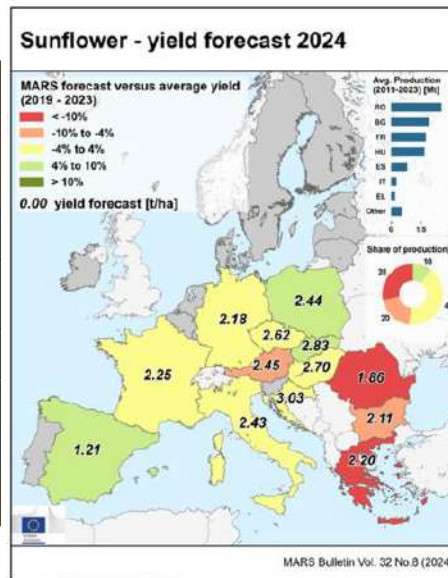 Sunflower - yield forecast 2024
MARS forecast versus average yield
(2019 - 2023)
< -10%
-10% to -4%
-4% to 4%
4% to 10%
> 10%
0.00 yield forecast [t/ha]
Avg. Production
RO
BG
FR
HU
ES
IT
EL
Other
0
1.5
Share of production
10
20
2.44
2.18
2.62
2.83
2.45
2.70
2.25
1.66
3.03
2.11
2.43
1.21
2.20
MARS Bulletin Vol. 32 No.8 (2024